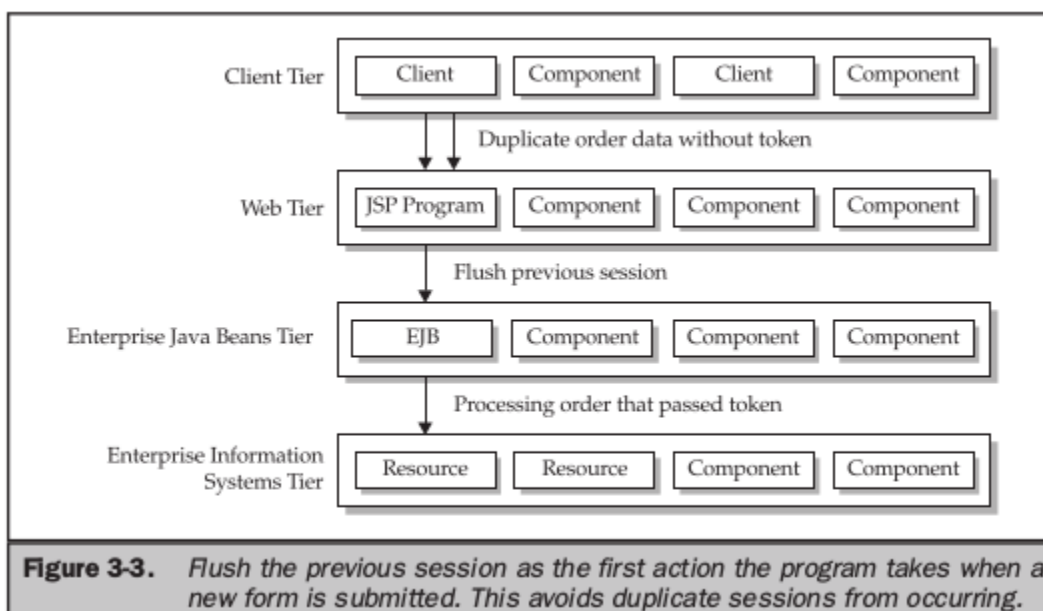 Client Tier
Client Component Client Component
Duplicate order data without token
Web Tier
JSP Program Component Component Component
Flush previous session
Enterprise Java Beans Tier
EJB Component Component Component
Processing order that passed token
Enterprise Information
Systems Tier
Resource Resource Component Component
Figure 3-3. Flush the previous session as the first action the program takes when a
new form is submitted. This avoids duplicate sessions from occurring.